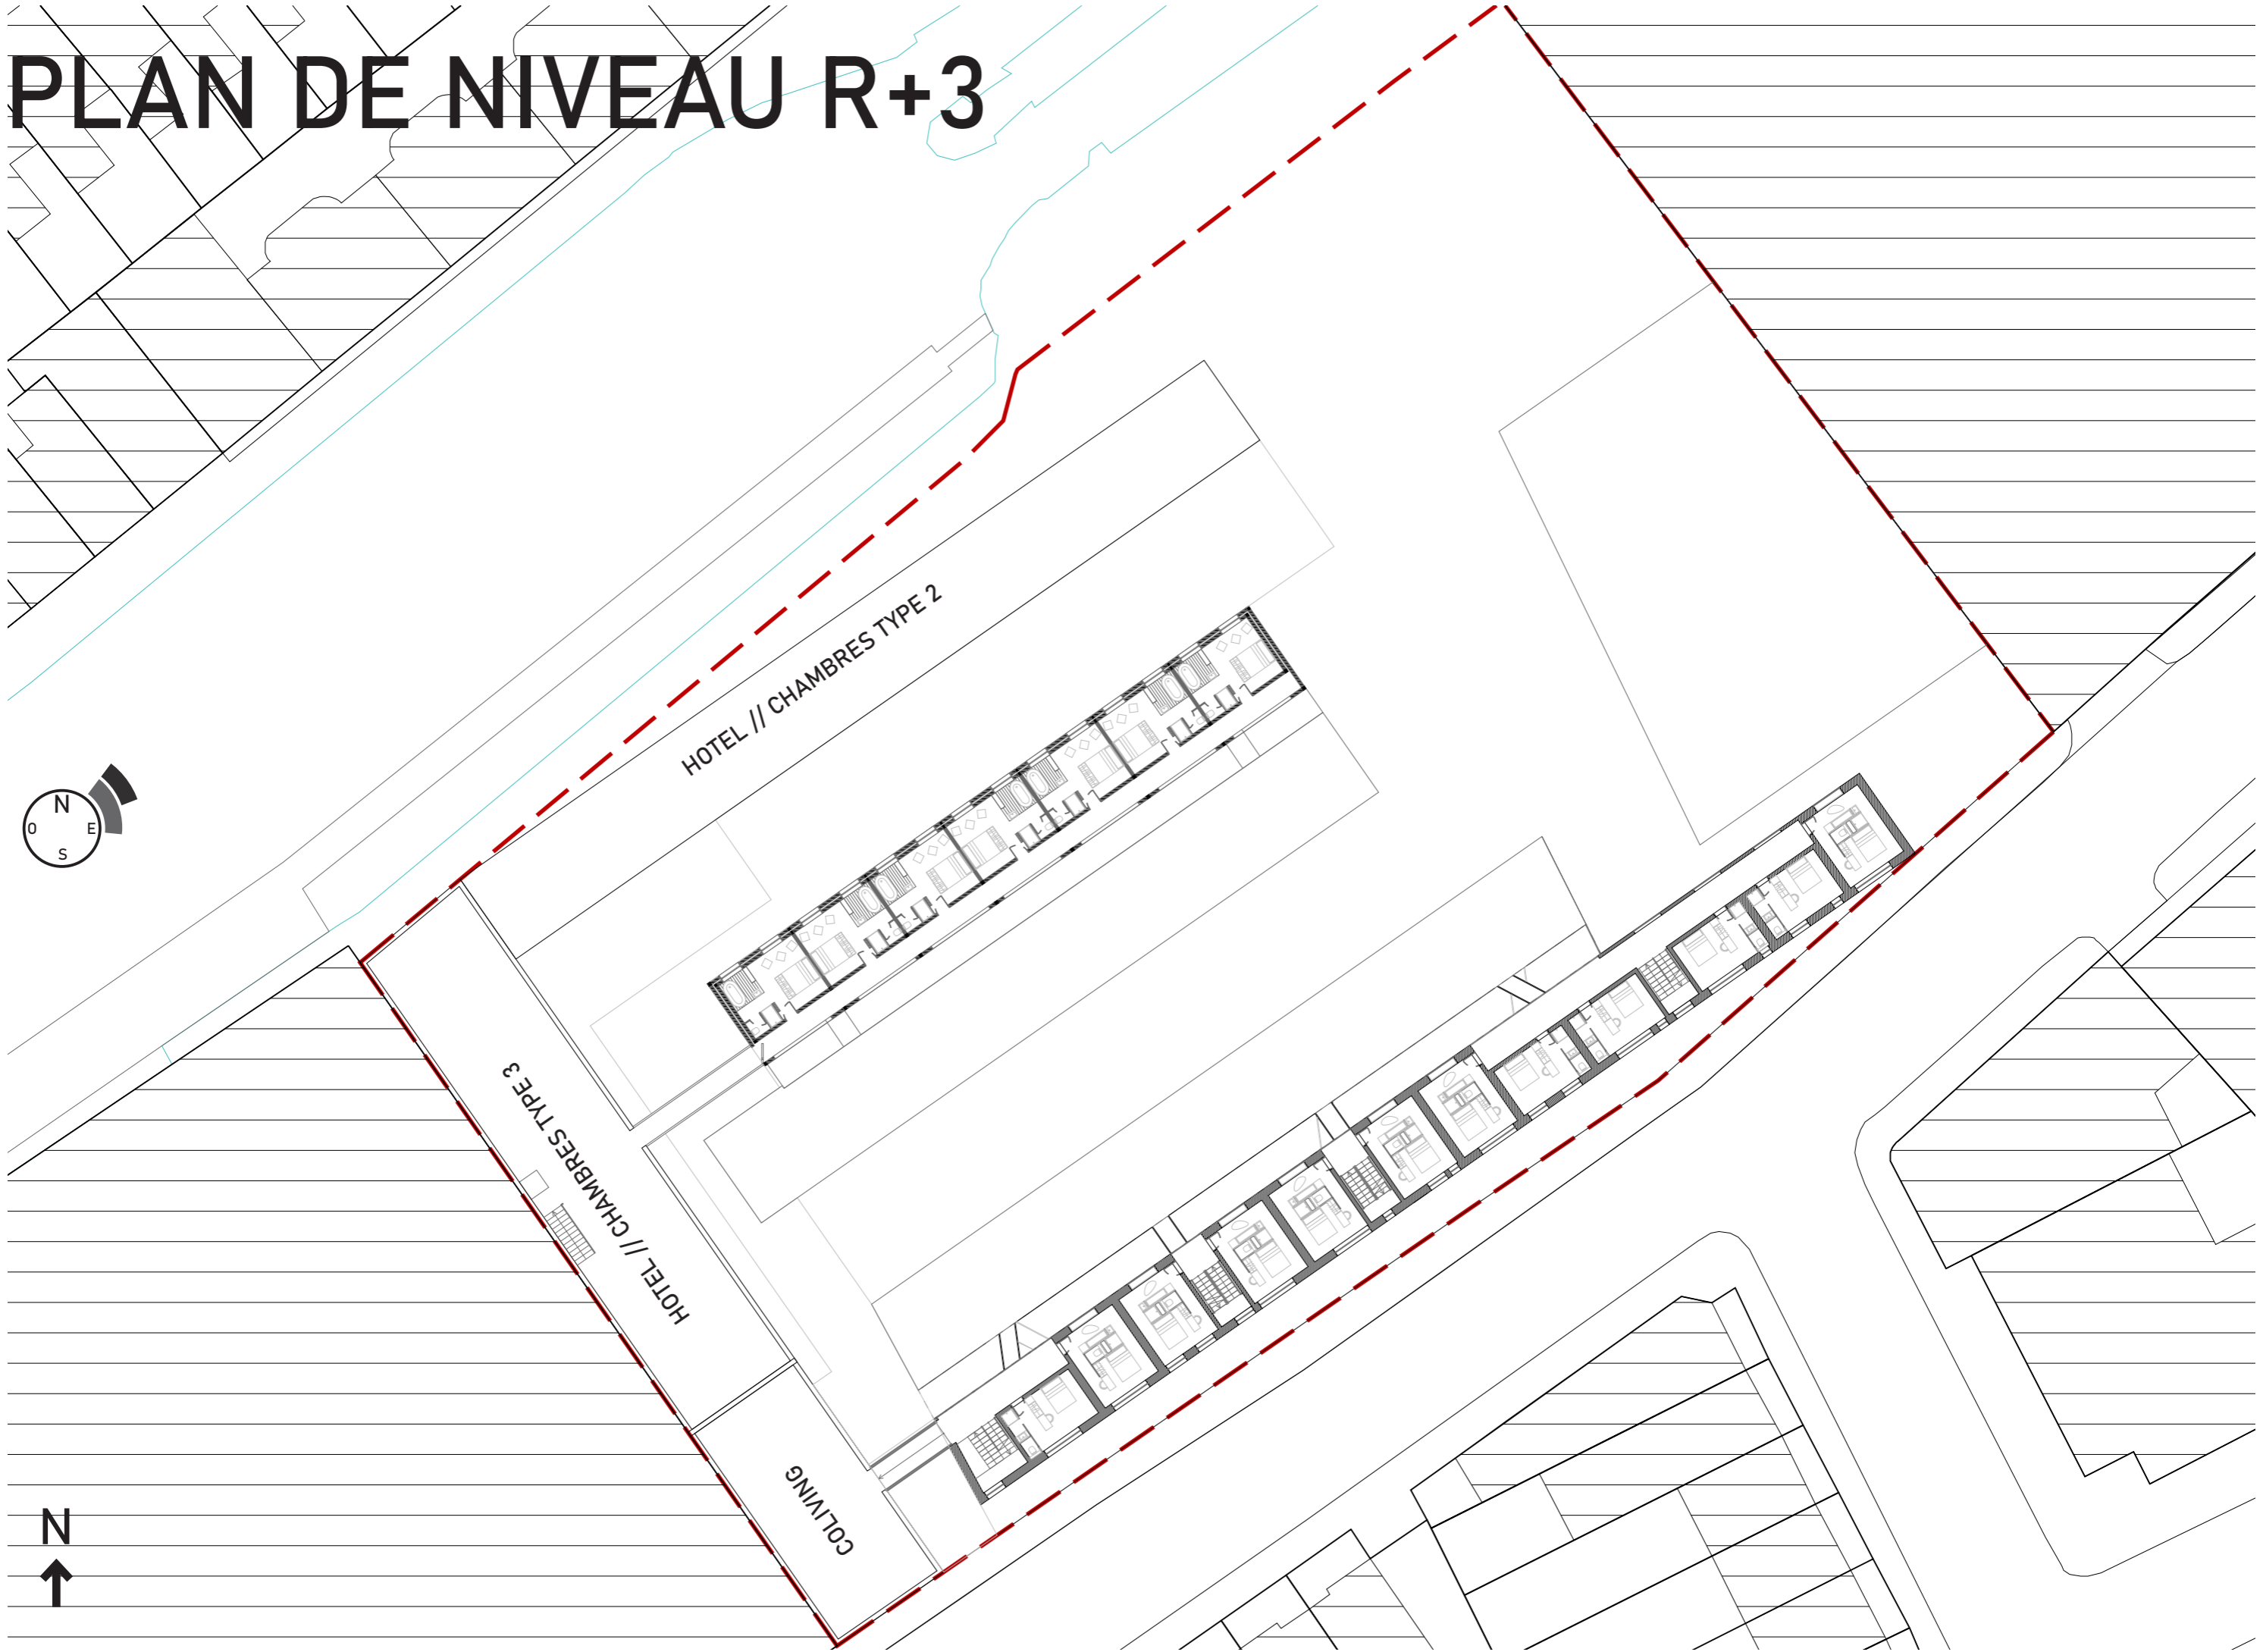 PLAN DE NIVEAU R+3
HOTEL // CHAMBRES TYPE 2
N
O
E
S
HOTEL // CHAMBRES TYPE 3
COLIVING
N